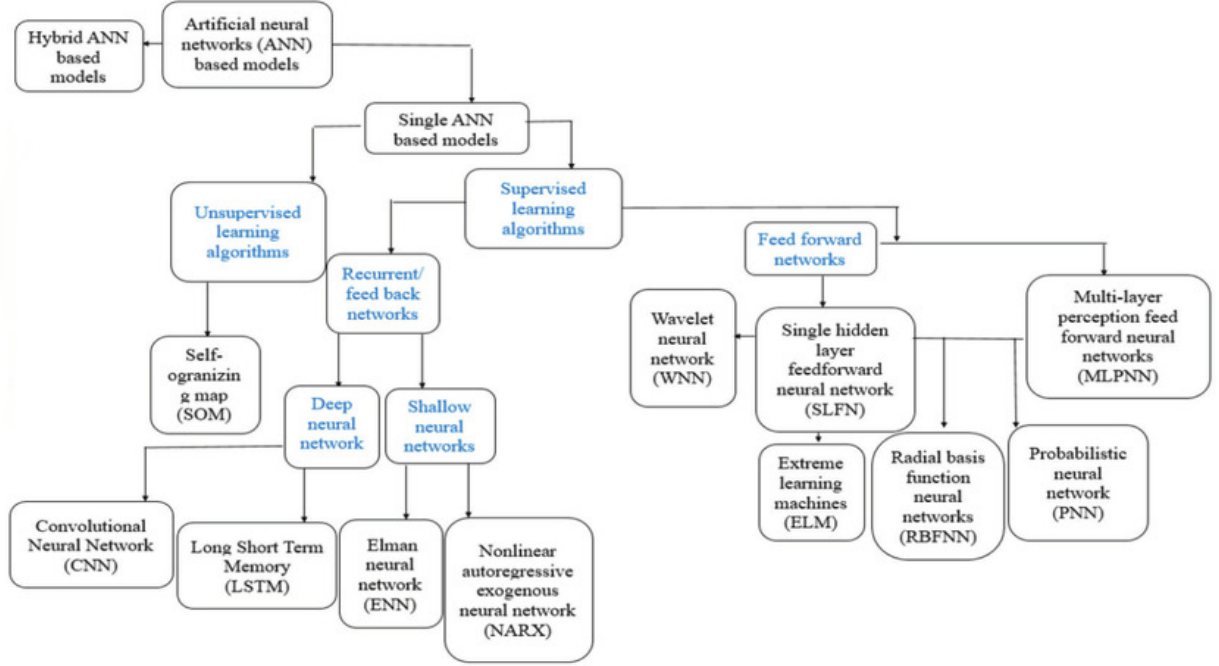 Hybrid ANN
based
models
Artificial neural
networks (ANN)
based models
Single ANN
based models
Unsupervised
learning
algorithms
Supervised
learning
algorithms
Recurrent/
feed back
networks
Feed forward
networks
Self-
ogranizin
g map
(SOM)
Deep
neural
network
Shallow
neural
networks
Wavelet
neural
network
(WNN)
Single hidden
layer
feedforward
neural network
(SLFN)
Multi-layer
perception feed
forward neural
networks
(MLPNN)
Convolutional
Neural Network
(CNN)
Long Short Term
Memory
(LSTM)
Elman
neural
network
(ENN)
Nonlinear
autoregressive
exogenous
neural network
(NARX)
Extreme
learning
machines
(ELM)
Radial basis
function
neural
networks
(RBFNN)
Probabilistic
neural
network
(PNN)